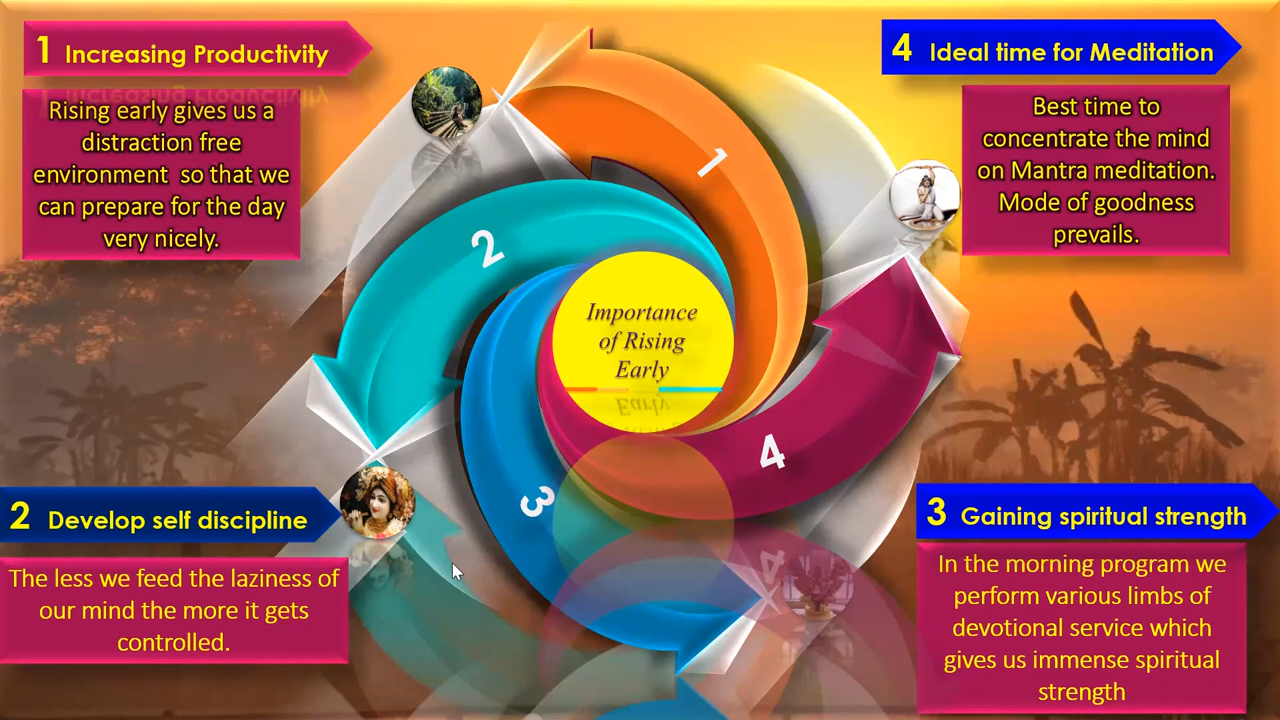 1 Increasing Productivity
Rising early gives us a
distraction free
environment so that we
can prepare for the day
very nicely.
4 Ideal time for Meditation
Best time to
concentrate the mind
on Mantra meditation.
Mode of goodness
prevails.
1
2
Importance
of Rising
Early
3
4
2 Develop self discipline
The less we feed the laziness of
our mind the more it gets
controlled.
3 Gaining spiritual strength
In the morning program we
perform various limbs of
devotional service which
gives us immense spiritual
strength